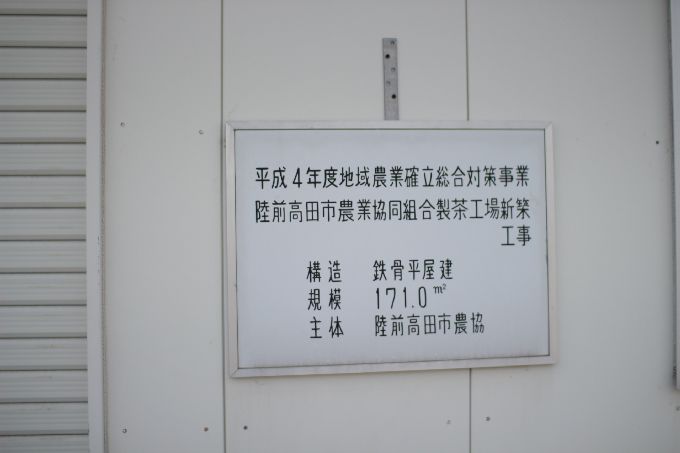 平成4年度地域農業確立総合対策事業
陸前高田市農業協同組合製茶工場新築
工事
構造 鉄骨平屋建
規模 171.0㎡
主体 陸前高田市農協